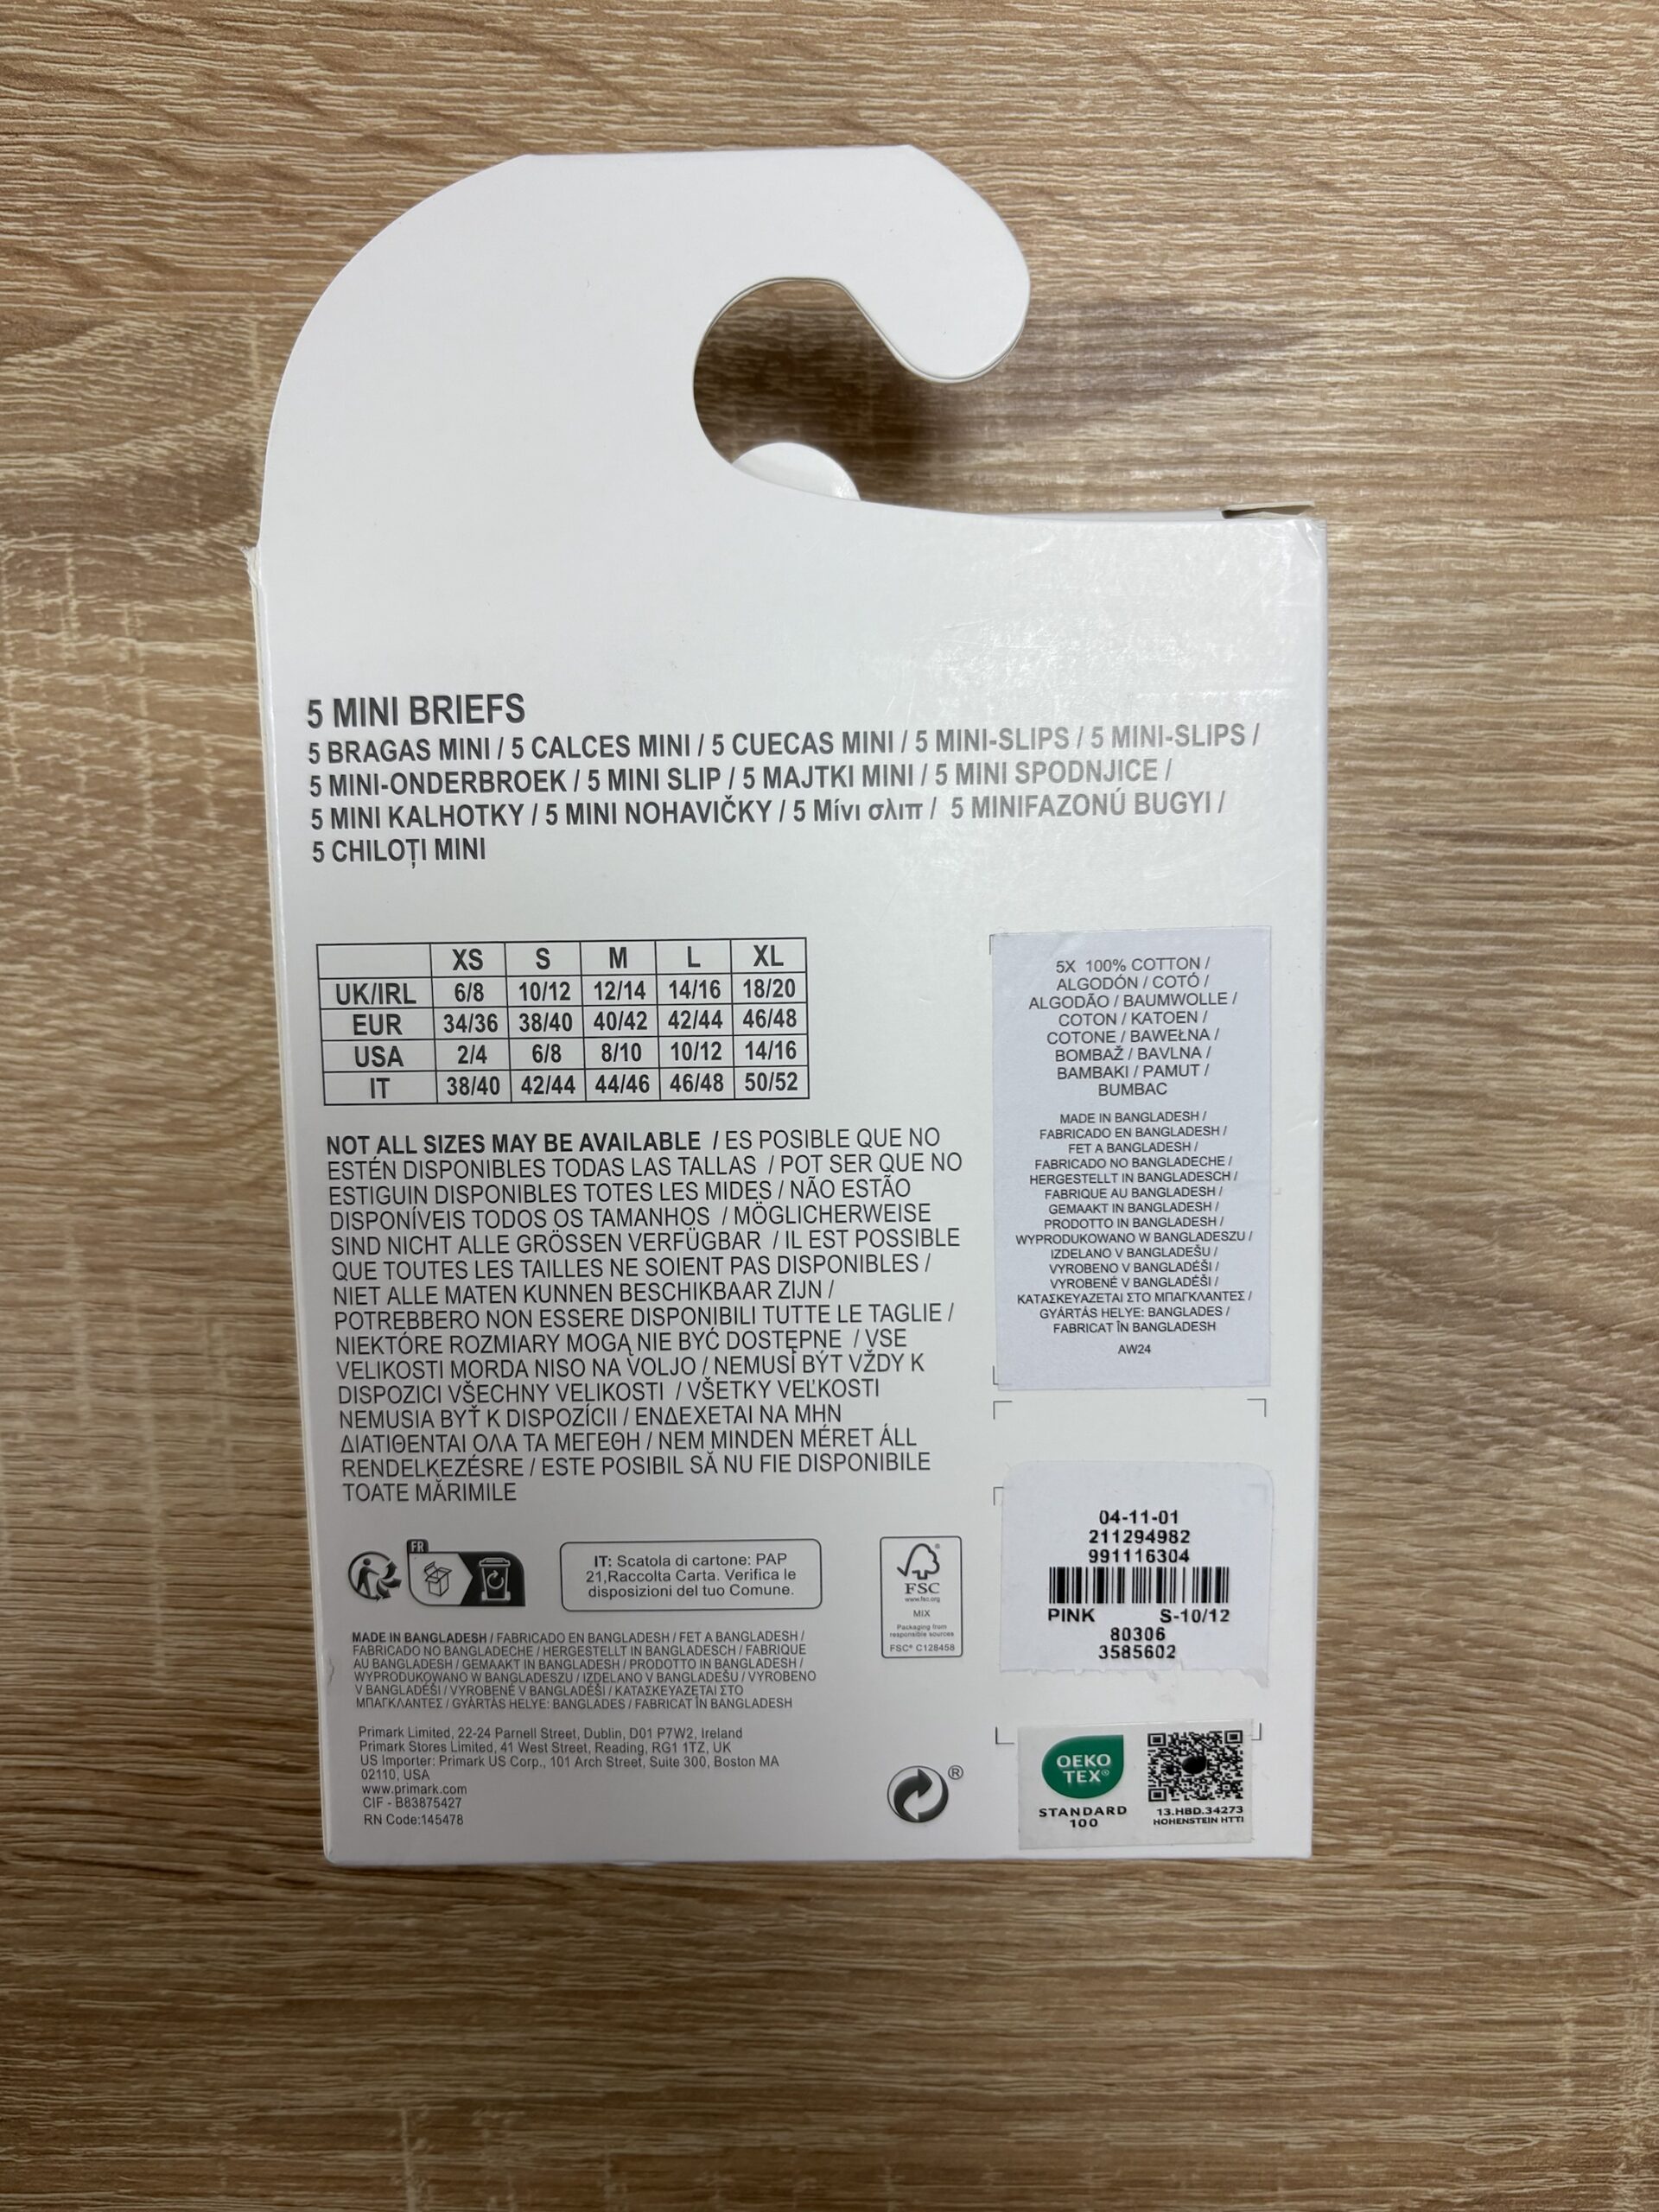 5 MINI BRIEFS
5 BRAGAS MINI / 5 CALCES MINI / 5 CUECAS MINI / 5 MINI-SLIPS / 5 MINI-SLIPS /
5 MINI-ONDERBROEK / 5 MINI SLIP / 5 MAJTKI MINI / 5 MINI SPODNJICE /
5 MINI KALHOTKY / 5 MINI NOHAVIČKY / 5 Μίνι σλιπ / 5 MINIFAZONÚ BUGYI /
5 CHILOȚI MINI
XS S M L XL
UK/IRL 6/8 10/12 12/14 14/16 18/20
EUR 34/36 38/40 40/42 42/44 46/48
USA 2/4 6/8 8/10 10/12 14/16
IT 38/40 42/44 44/46 46/48 50/52
NOT ALL SIZES MAY BE AVAILABLE / ES POSIBLE QUE NO
ESTÉN DISPONIBLES TODAS LAS TALLAS / POT SER QUE NO
ESTIGUIN DISPONIBLES TOTES LES MIDES / NÃO ESTÃO
DISPONÍVEIS TODOS OS TAMANHOS / MÖGLICHERWEISE
SIND NICHT ALLE GRÖSSEN VERFÜGBAR / IL EST POSSIBLE
QUE TOUTES LES TAILLES NE SOIENT PAS DISPONIBLES /
NIET ALLE MATEN KUNNEN BESCHIKBAAR ZIJN /
POTREBBERO NON ESSERE DISPONIBILI TUTTE LE TAGLIE /
NIEKTÓRE ROZMIARY MOGĄ NIE BYĆ DOSTĘPNE / VSE
VELIKOSTI MORDA NISO NA VOLJO / NEMUSÍ BÝT VŽDY K
DISPOZICI VŠECHNY VELIKOSTI / VŠETKY VEĽKOSTI
NEMUSIA BYŤ K DISPOZÍCII / ΕΝΔΕΧΕΤΑΙ ΝΑ ΜΗΝ
ΔΙΑΤΙΘΕΝΤΑΙ ΟΛΑ ΤΑ ΜΕΓΕΘΗ / NEM MINDEN MÉRET ÁLL
RENDELKEZÉSRE / ESTE POSIBIL SĂ NU FIE DISPONIBILE
TOATE MĂRIMILE
5X 100% COTTON /
ALGODÓN / COTÓ /
ALGODÃO / BAUMWOLLE /
COTON / KATOEN /
COTONE / BAWEŁNA /
BOMBAŽ / BAVLNA /
ΒΑΜΒΑΚΙ / PAMUT /
BUMBAC
MADE IN BANGLADESH /
FABRICADO EN BANGLADESH /
FET A BANGLADESH /
FABRICADO NO BANGLADECHE /
HERGESTELLT IN BANGLADESCH /
FABRIQUE AU BANGLADESH /
GEMAAKT IN BANGLADESH /
PRODOTTO IN BANGLADESH /
WYPRODUKOWANO W BANGLADESZU /
IZDELANO V BANGLADEŠU /
VYROBENO V BANGLADÉŠI /
VYROBENÉ V BANGLADÉŠI /
ΚΑΤΑΣΚΕΥΑΖΕΤΑΙ ΣΤΟ ΜΠΑΓΚΛΑΝΤΕΣ /
GYÁRTÁS HELYE: BANGLADES /
FABRICAT ÎN BANGLADESH
AW24
04-11-01
211294982
991116304
PINK S-10/12
80306
3585602
FR
IT: Scatola di cartone: PAP
21,Raccolta Carta. Verifica le
disposizioni del tuo Comune.
FSC
www.fsc.org
MIX
Packaging from
responsible sources
FSC® C128458
MADE IN BANGLADESH / FABRICADO EN BANGLADESH / FET A BANGLADESH /
FABRICADO NO BANGLADECHE / HERGESTELLT IN BANGLADESCH / FABRIQUE
AU BANGLADESH / GEMAAKT IN BANGLADESH / PRODOTTO IN BANGLADESH /
WYPRODUKOWANO W BANGLADESZU / IZDELANO V BANGLADEŠU / VYROBENO
V BANGLADÉŠI / VYROBENÉ V BANGLADÉŠI / ΚΑΤΑΣΚΕΥΑΖΕΤΑΙ ΣΤΟ
ΜΠΑΓΚΛΑΝΤΕΣ / GYÁRTÁS HELYE: BANGLADES / FABRICAT ÎN BANGLADESH
Primark Limited, 22-24 Parnell Street, Dublin, D01 P7W2, Ireland
Primark Stores Limited, 41 West Street, Reading, RG1 1TZ, UK
US Importer: Primark US Corp., 101 Arch Street, Suite 300, Boston MA
02110, USA
www.primark.com
CIF - B83875427
RN Code:145478
®
OEKO
TEX®
STANDARD
100
13.HBD.34273
HOHENSTEIN HTTI